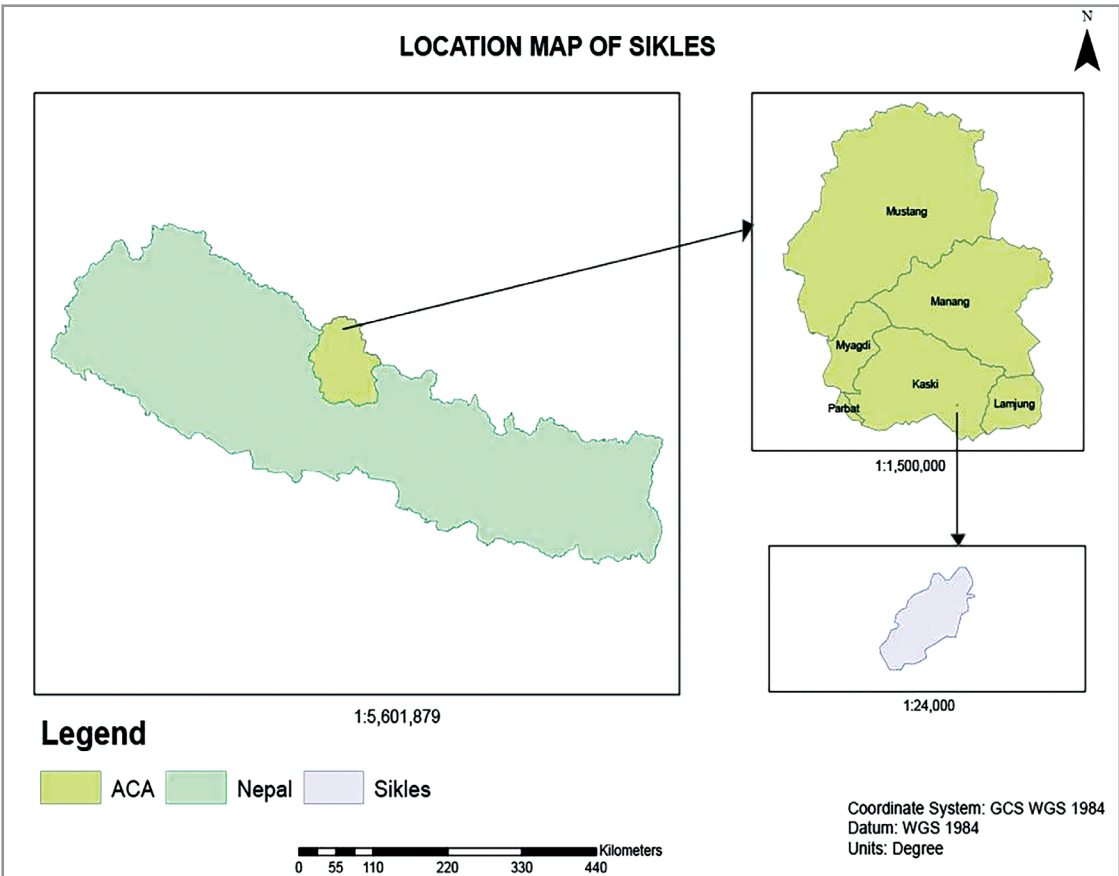 LOCATION MAP OF SIKLES
N
Mustang
Manang
Myagdi
Kaski
Parbat
Lamjung
1:1,500,000
1:24,000
1:5,601,879
Legend
ACA
Nepal
Sikles
Coordinate System: GCS WGS 1984
Datum: WGS 1984
Units: Degree
Kilometers
0 55 110 220 330 440